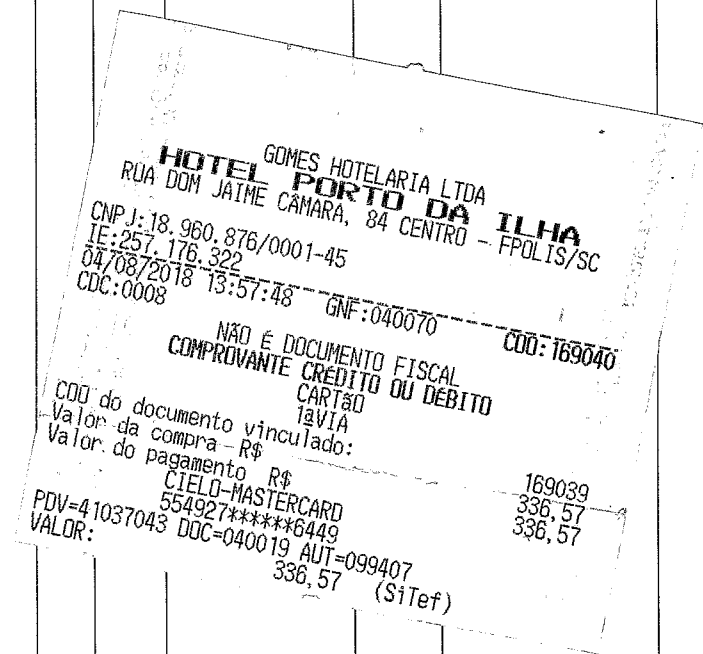 GOMES HOTELARIA LTDA
HOTEL PORTO DA ILHA
RUA DOM JAIME CÂMARA, 84 CENTRO - FPOLIS/SC
CNPJ:18.960.876/0001-45
IE:257.176.322
04/08/2018 13:57:48 GNF:040070 COO:169040
CDC:0008
NÃO É DOCUMENTO FISCAL
COMPROVANTE CRÉDITO OU DÉBITO
CARTãO
1ªVIA
COO do documento vinculado: 169039
Valor da compra R$ 336,57
Valor do pagamento R$ 336,57
CIELO-MASTERCARD
554927******6449
PDV=41037043 DOC=040019 AUT=099407
VALOR: 336,57 (SiTef)